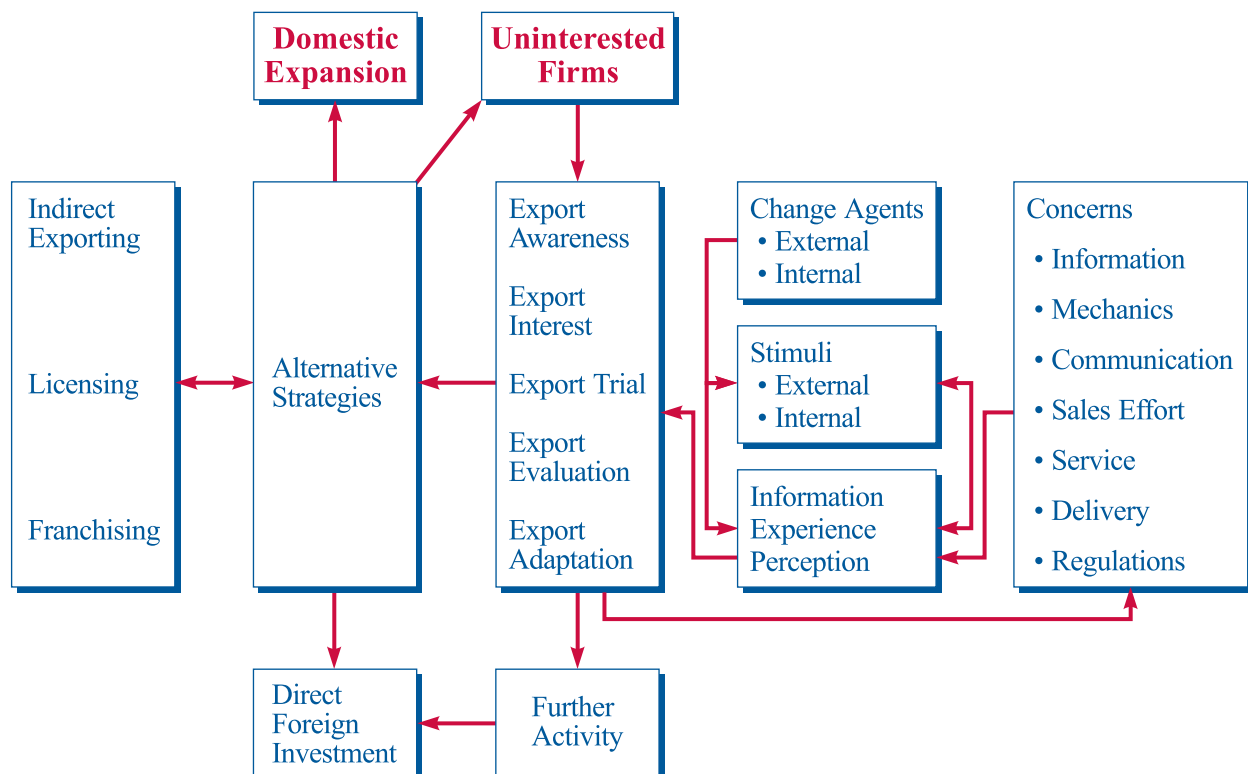 Domestic
Expansion
Uninterested
Firms
Indirect
Exporting
Licensing
Franchising
Alternative
Strategies
Export
Awareness
Export
Interest
Export Trial
Export
Evaluation
Export
Adaptation
Change Agents
• External
• Internal
Stimuli
• External
• Internal
Information
Experience
Perception
Concerns
• Information
• Mechanics
• Communication
• Sales Effort
• Service
• Delivery
• Regulations
Direct
Foreign
Investment
Further
Activity